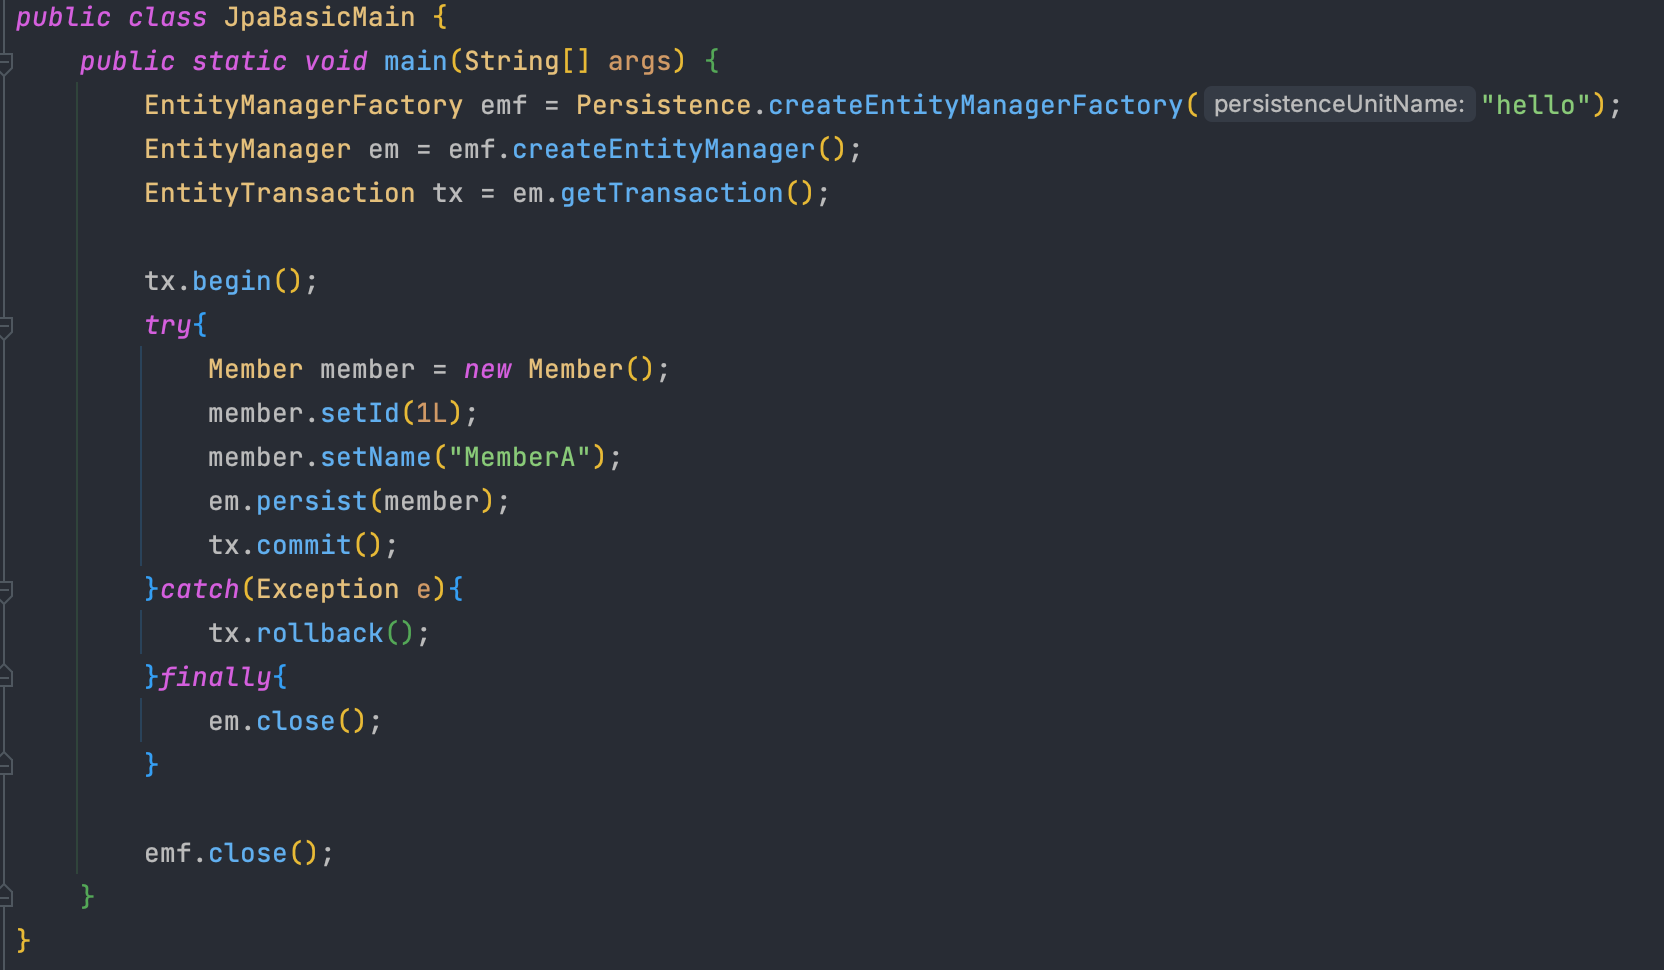 public class JpaBasicMain {
    public static void main(String[] args) {
        EntityManagerFactory emf = Persistence.createEntityManagerFactory( persistenceUnitName: "hello");
        EntityManager em = emf.createEntityManager();
        EntityTransaction tx = em.getTransaction();

        tx.begin();
        try{
            Member member = new Member();
            member.setId(1L);
            member.setName("MemberA");
            em.persist(member);
            tx.commit();
        }catch(Exception e){
            tx.rollback();
        }finally{
            em.close();
        }

        emf.close();
    }
}